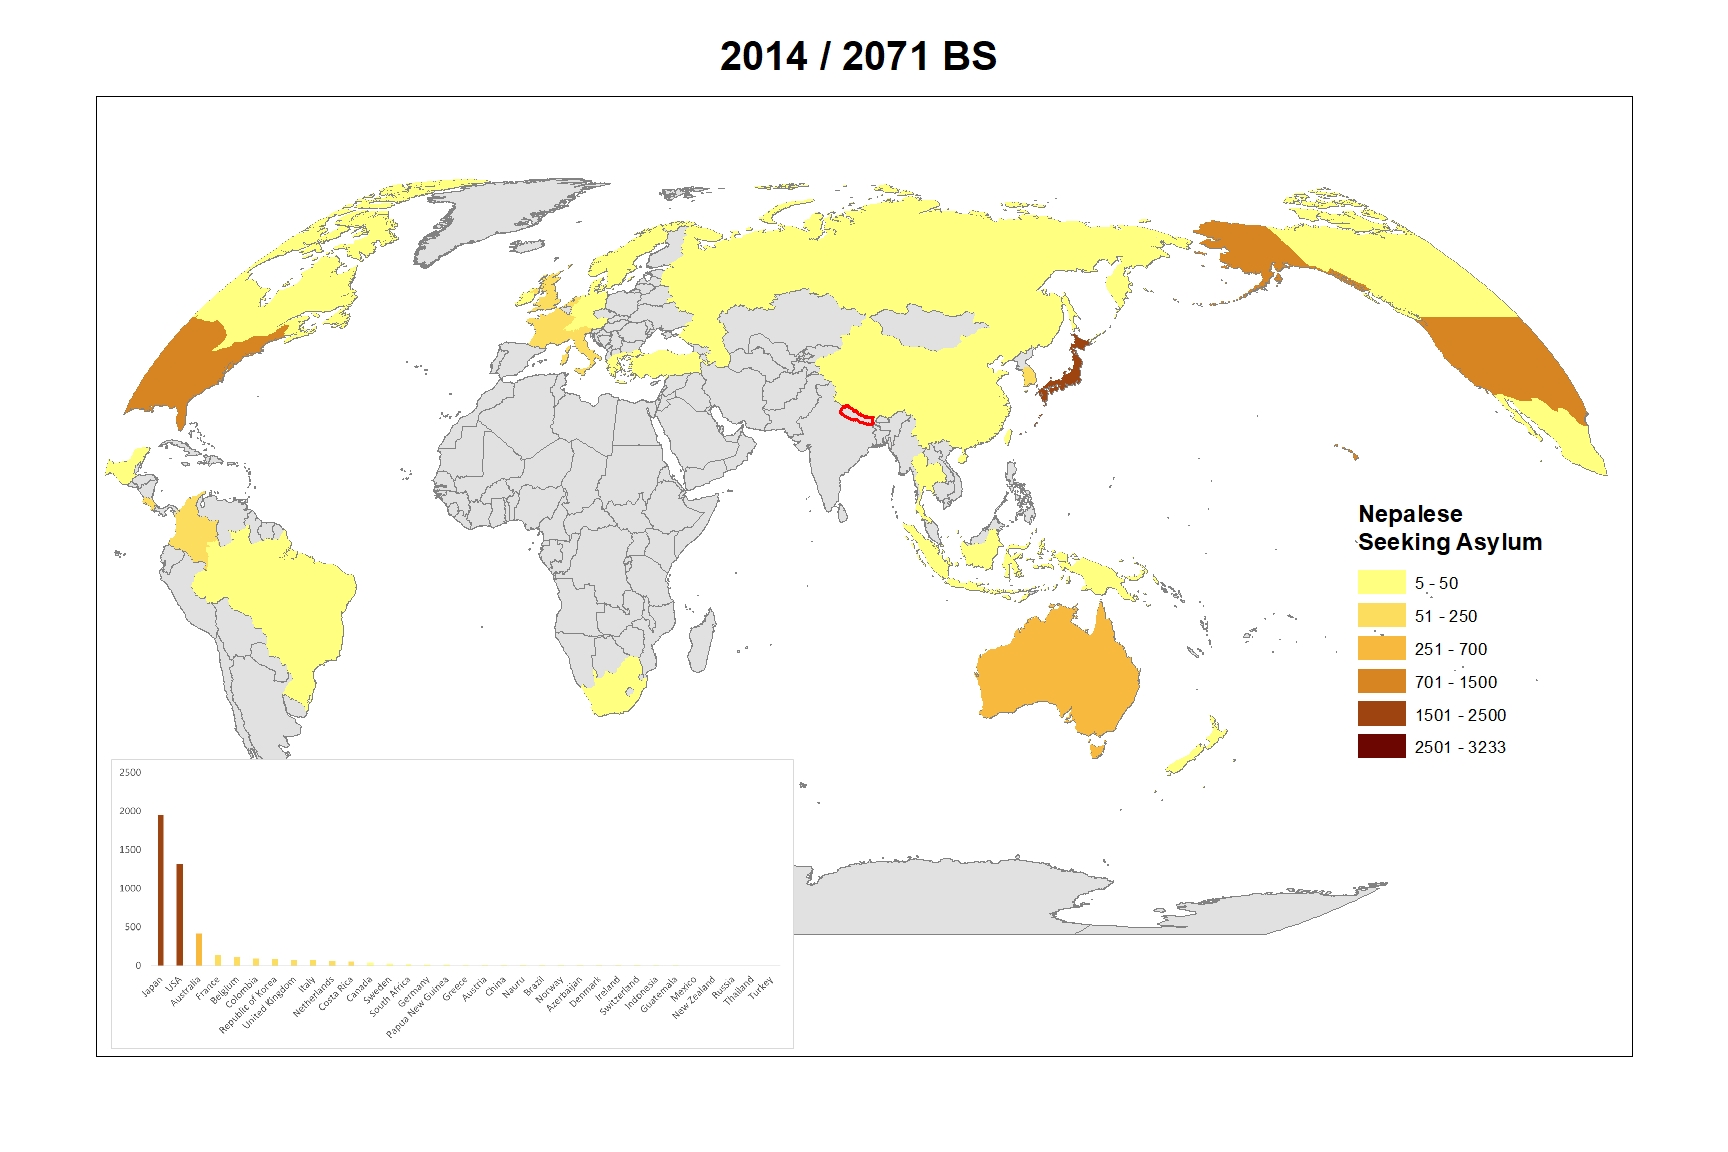 2014 / 2071 BS
Nepalese
Seeking Asylum
5 - 50
51 - 250
251 - 700
701 - 1500
1501 - 2500
2501 - 3233
2500
2000
1500
1000
500
0
Japan
USA
Australia
France
Belgium
Colombia
Republic of Korea
United Kingdom
Italy
Netherlands
Costa Rica
Canada
Sweden
South Africa
Germany
Papua New Guinea
Greece
Austria
China
Nauru
Brazil
Norway
Azerbaijan
Denmark
Ireland
Switzerland
Indonesia
Guatemala
Mexico
New Zealand
Russia
Thailand
Turkey